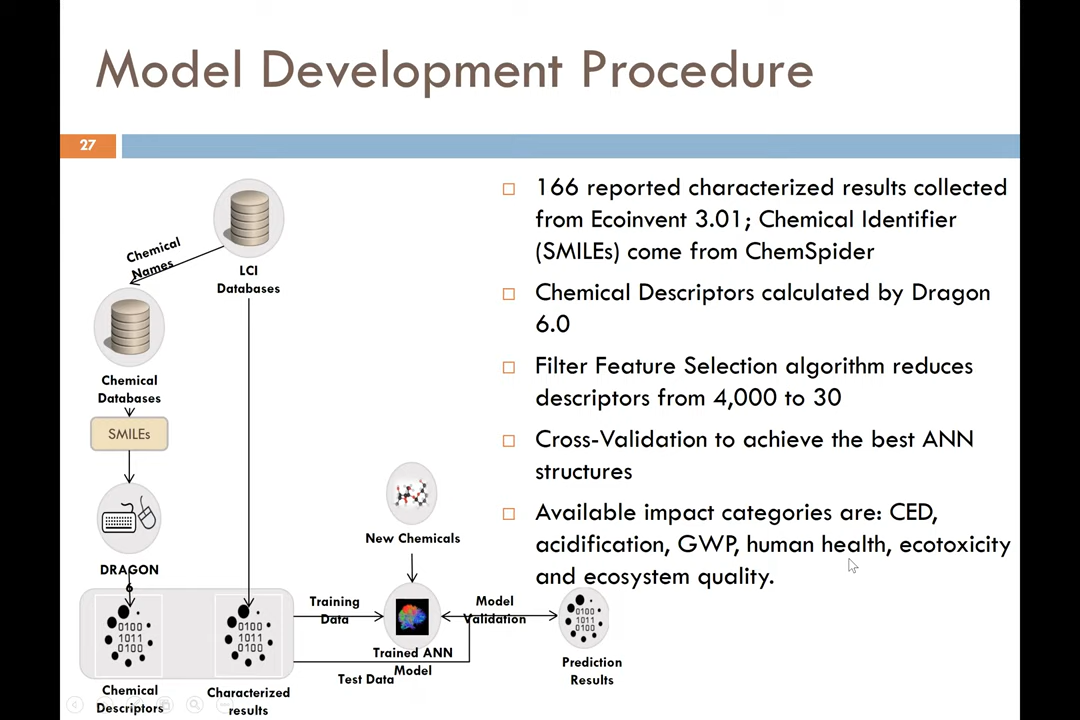 Model Development Procedure
27
166 reported characterized results collected
from Ecoinvent 3.01; Chemical Identifier
(SMILEs) come from ChemSpider
Chemical Descriptors calculated by Dragon
6.0
Filter Feature Selection algorithm reduces
descriptors from 4,000 to 30
Cross-Validation to achieve the best ANN
structures
Available impact categories are: CED,
acidification, GWP, human health, ecotoxicity
and ecosystem quality.
Chemical
Names
LCI
Databases
Chemical
Databases
SMILEs
DRAGON
6
New Chemicals
Training
Data
Model
Validation
Trained ANN
Model
Test Data
Prediction
Results
0100
1011
0100
0100
1011
0100
0100
1011
0100
Chemical
Descriptors
Characterized
results